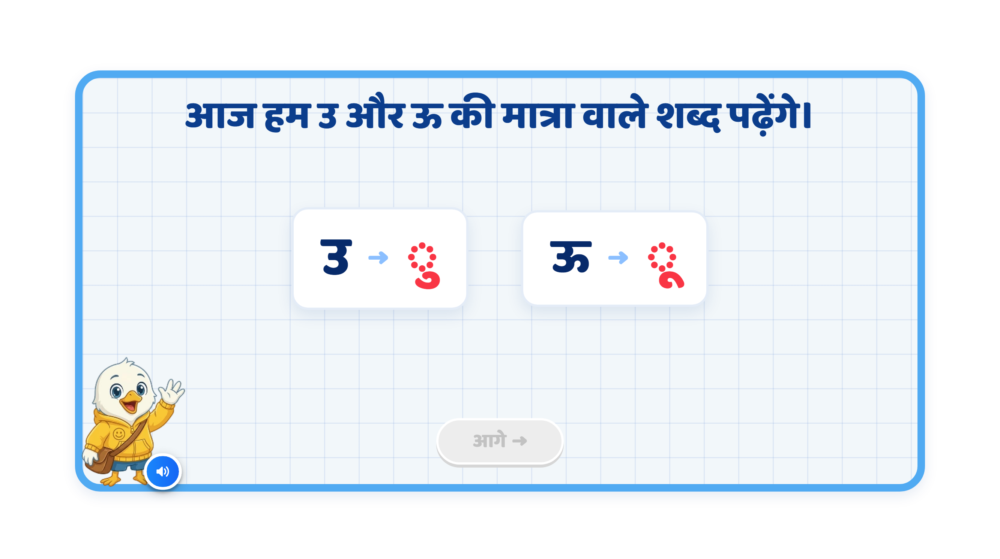 आज हम उ और ऊ की मात्रा वाले शब्द पढ़ेंगे।
उ → ु
ऊ → ू
आगे →